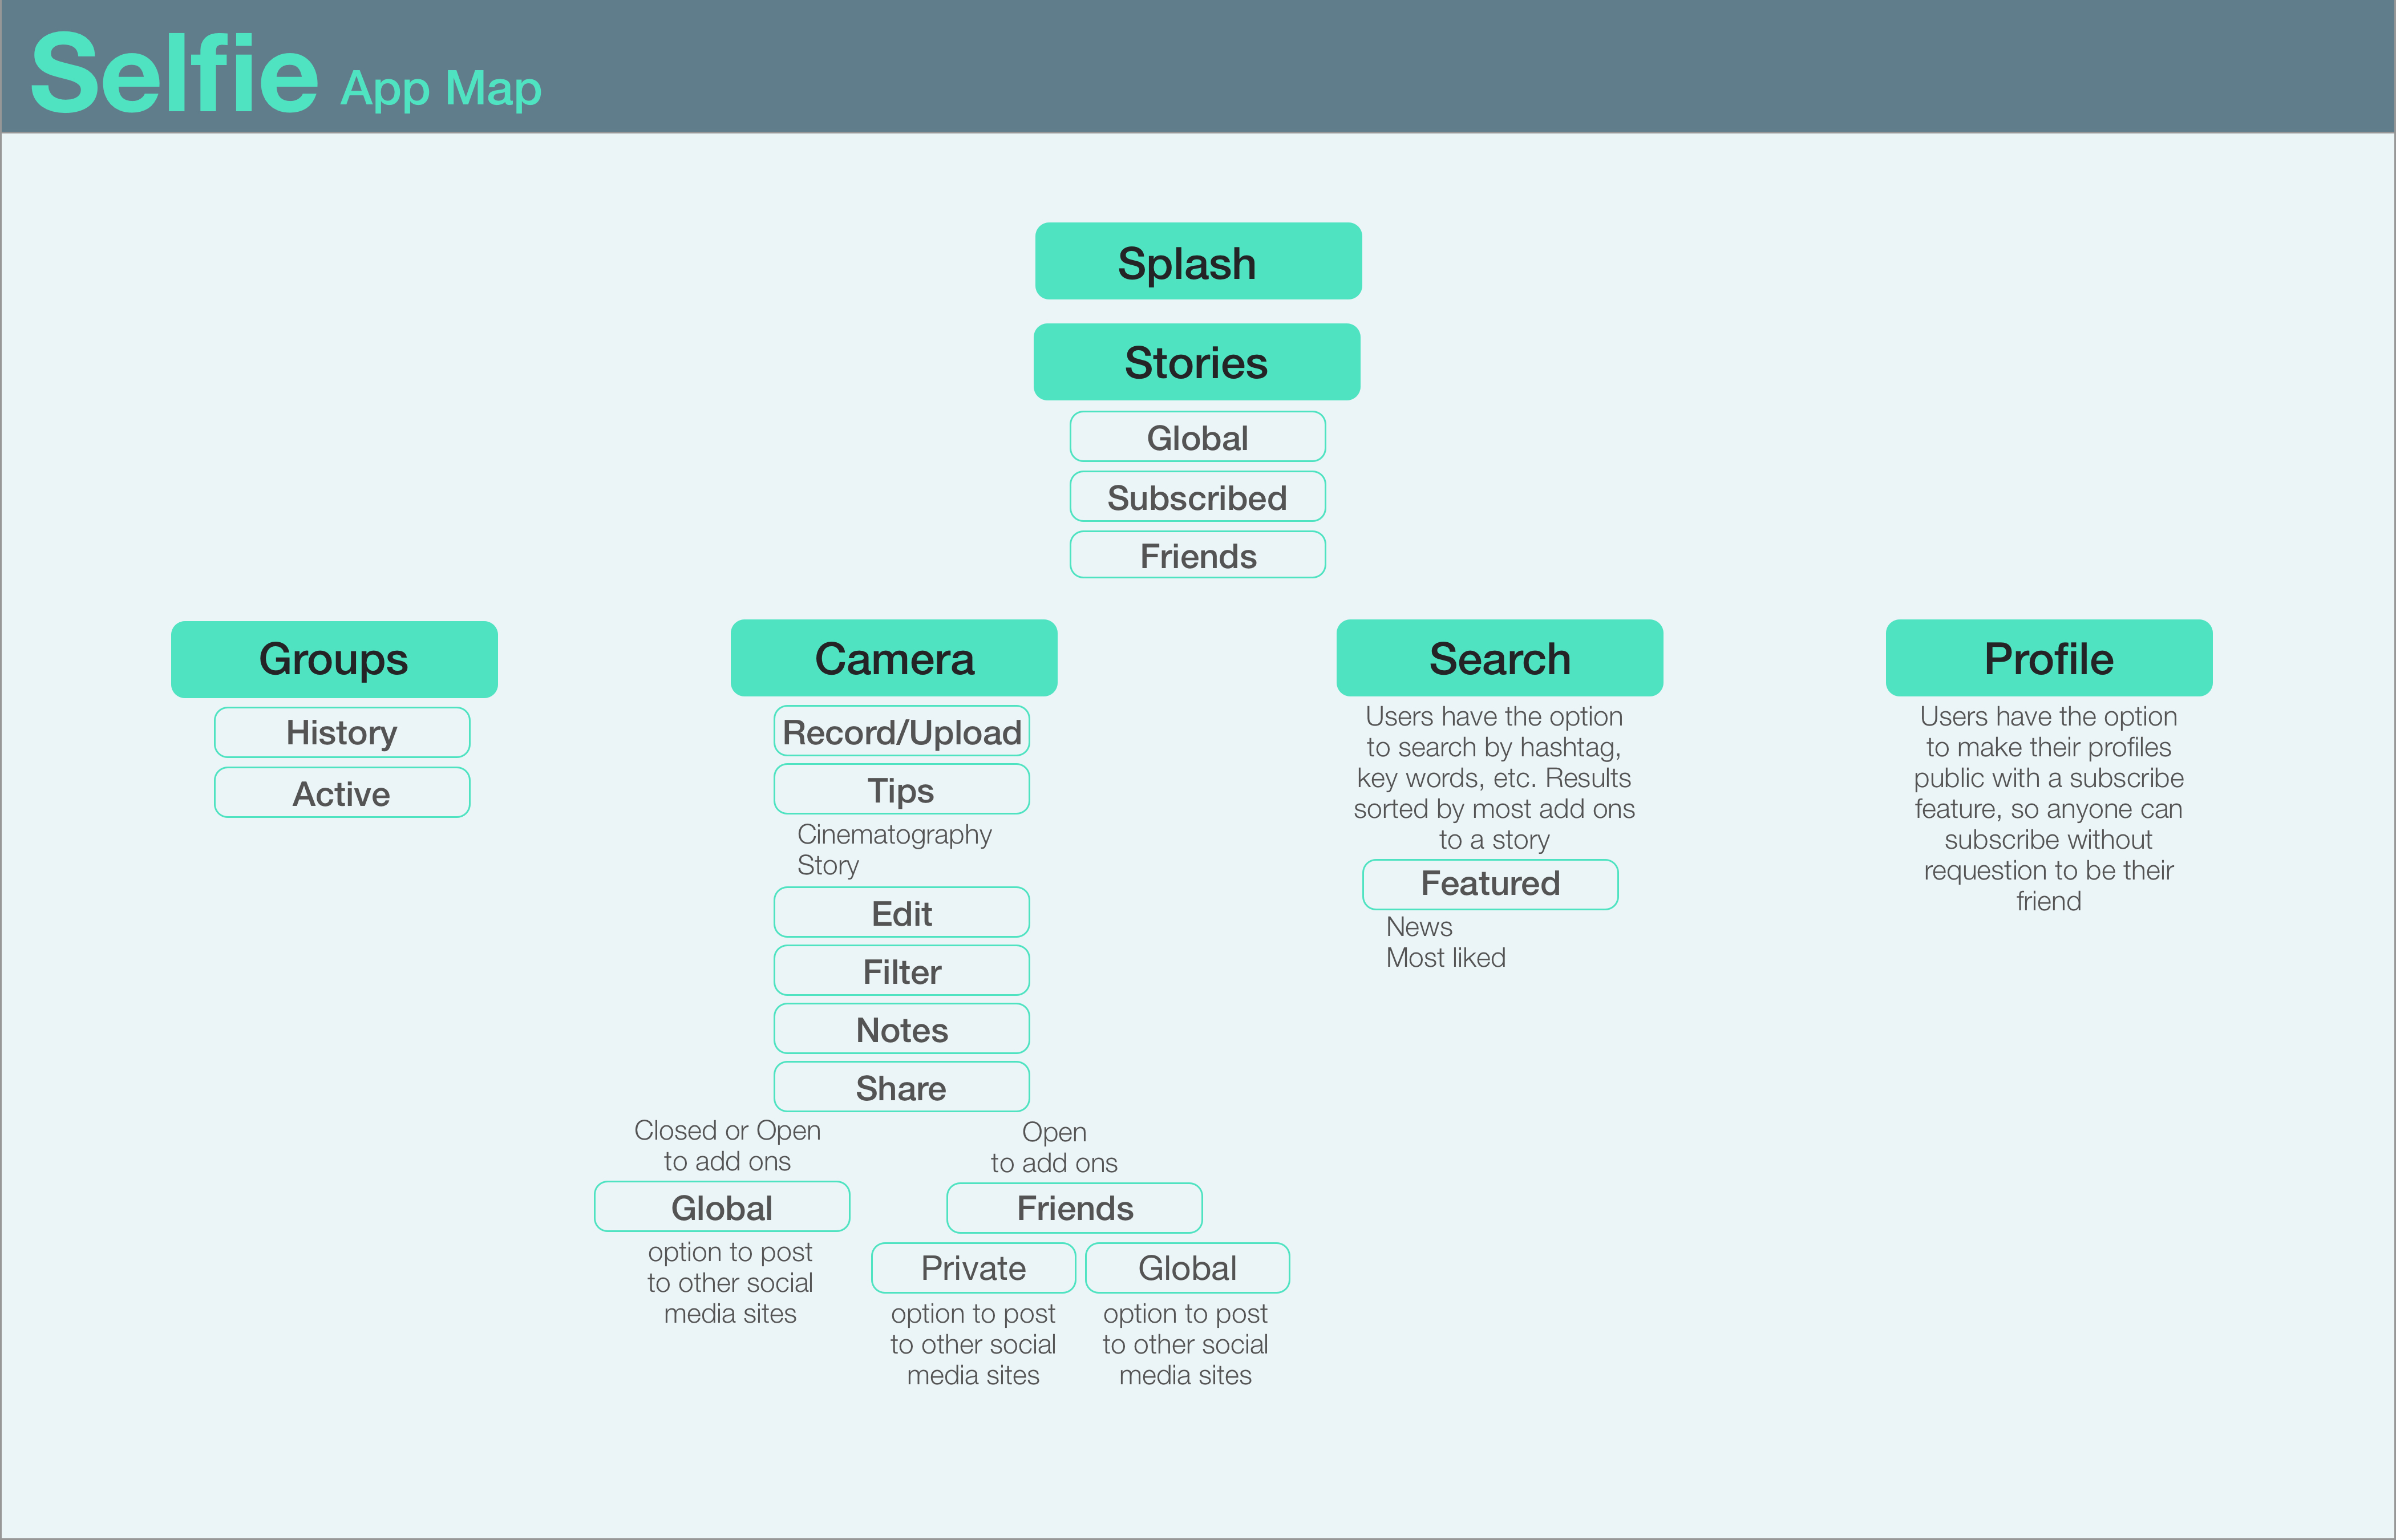 Selfie App Map
Splash
Stories
Global
Subscribed
Friends
Groups
History
Active
Camera
Record/Upload
Tips
Cinematography
Story
Edit
Filter
Notes
Share
Closed or Open
to add ons
Global
option to post
to other social
media sites
Open
to add ons
Friends
Private
option to post
to other social
media sites
Global
option to post
to other social
media sites
Search
Users have the option
to search by hashtag,
key words, etc. Results
sorted by most add ons
to a story
Featured
News
Most liked
Profile
Users have the option
to make their profiles
public with a subscribe
feature, so anyone can
subscribe without
requestion to be their
friend